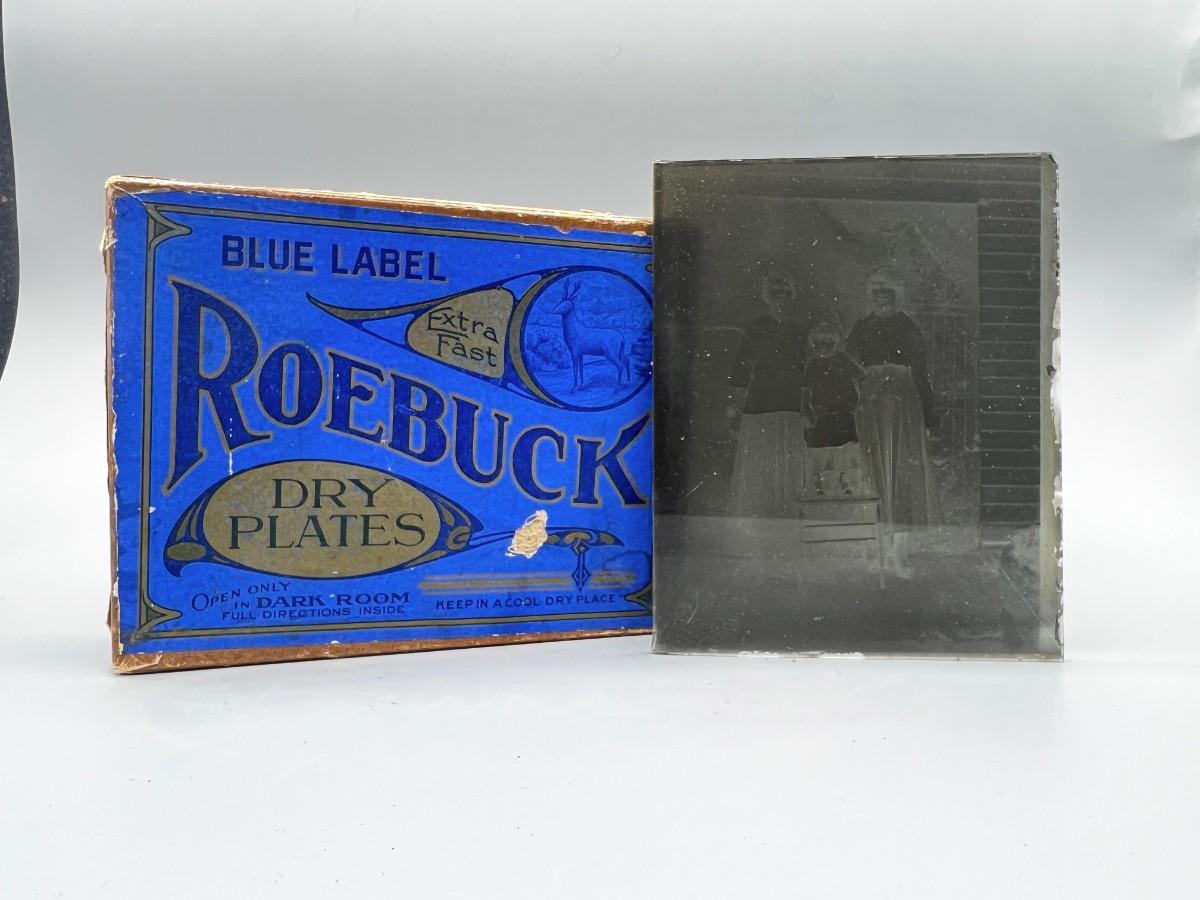 BLUE LABEL
Extra
Fast
ROEBUCK
DRY
PLATES
OPEN ONLY
IN DARK ROOM
FULL DIRECTIONS INSIDE
KEEP IN A COOL DRY PLACE